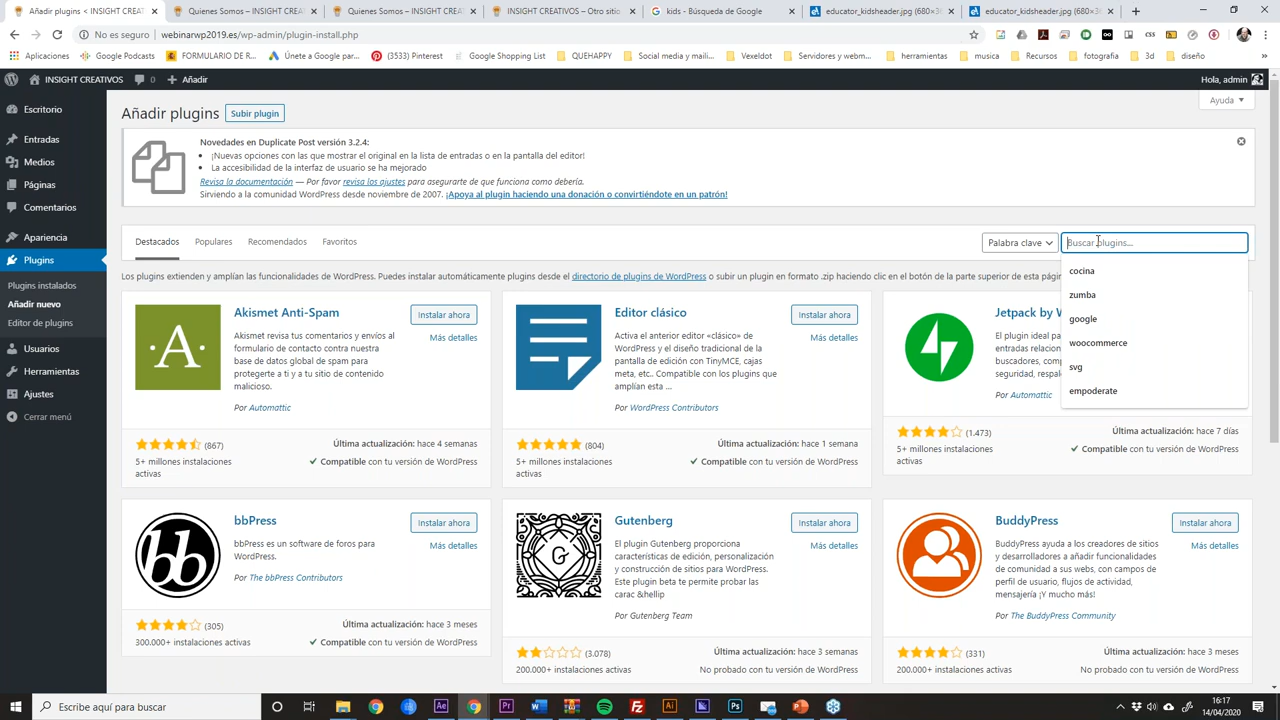 Añadir plugins ‹ INSIGHT CREAT
Quienes Somos – INSIGHT CREA
Quienes Somos – INSIGHT CREA
INSIGHT CREATIVOS – Otro siti
kids - Búsqueda de Google
educator_kidsheader.jpg (680×3
educator_kidsheader.jpg (680×3
No es seguro | webinarwp2019.es/wp-admin/plugin-install.php
Aplicaciones
Google Podcasts
FORMULARIO DE R...
Únete a Google par...
(3533) Pinterest
Google Shopping List
QUEHAPPY
Social media y maili...
Vexeldot
Servidores y webm...
herramientas
musica
Recursos
fotografia
3d
diseño
INSIGHT CREATIVOS
0
Añadir
Hola, admin
Escritorio
Entradas
Medios
Páginas
Comentarios
Apariencia
Plugins
Plugins instalados
Añadir nuevo
Editor de plugins
Usuarios
Herramientas
Ajustes
Cerrar menú
Añadir plugins
Subir plugin
Ayuda
Novedades en Duplicate Post versión 3.2.4:
¡Nuevas opciones con las que mostrar el original en la lista de entradas o en la pantalla del editor!
La accesibilidad de la interfaz de usuario se ha mejorado
Revisa la documentación — Por favor revisa los ajustes para asegurarte de que funciona como debería.
Sirviendo a la comunidad WordPress desde noviembre de 2007. ¡Apoya al plugin haciendo una donación o convirtiéndote en un patrón!
Destacados
Populares
Recomendados
Favoritos
Palabra clave
Buscar plugins...
cocina
zumba
google
woocommerce
svg
empoderate
Los plugins extienden y amplían las funcionalidades de WordPress. Puedes instalar automáticamente plugins desde el directorio de plugins de WordPress o subir un plugin en formato .zip haciendo clic en el botón de la parte superior de esta
Akismet Anti-Spam
Instalar ahora
Más detalles
Akismet revisa tus comentarios y envíos al
formulario de contacto contra nuestra
base de datos global de spam para
protegerte a ti y a tu sitio de contenido
malicioso.
Por Automattic
(867)
Última actualización: hace 4 semanas
5+ millones de instalaciones
activas
Compatible con tu versión de WordPress
Editor clásico
Instalar ahora
Más detalles
Activa el anterior editor «clásico» de
WordPress y el diseño tradicional de la
pantalla de edición con TinyMCE, cajas
meta, etc.. Compatible con los plugins que
amplían esta ...
Por WordPress Contributors
(804)
Última actualización: hace 1 semana
5+ millones de instalaciones
activas
Compatible con tu versión de WordPress
Jetpack by W
El plugin ideal
entradas relacion
buscadores, com
seguridad, respal
Por Automattic
(1.473)
Última actualización: hace 7 días
5+ millones de instalaciones
activas
Compatible con tu versión de WordPress
bbPress
Instalar ahora
Más detalles
bbPress es un software de foros para
WordPress.
Por The bbPress Contributors
(305)
Última actualización: hace 3 meses
300.000+ instalaciones activas
Compatible con tu versión de WordPress
Gutenberg
Instalar ahora
Más detalles
El plugin Gutenberg proporciona
características de edición, personalización
y construcción de sitios para WordPress.
Este plugin beta te permite probar las
carac &hellip
Por Gutenberg Team
(3.078)
Última actualización: hace 3 semanas
200.000+ instalaciones activas
No probado con tu versión de WordPress
BuddyPress
Instalar ahora
Más detalles
BuddyPress ayuda a los creadores de sitios
y desarrolladores a añadir funcionalidades
de comunidad a sus webs, con campos de
perfil de usuario, flujos de actividad,
mensajería ¡Y mucho más!
Por The BuddyPress Community
(331)
Última actualización: hace 3 meses
200.000+ instalaciones activas
No probado con tu versión de WordPress
Escribe aquí para buscar
16:17
14/04/2020